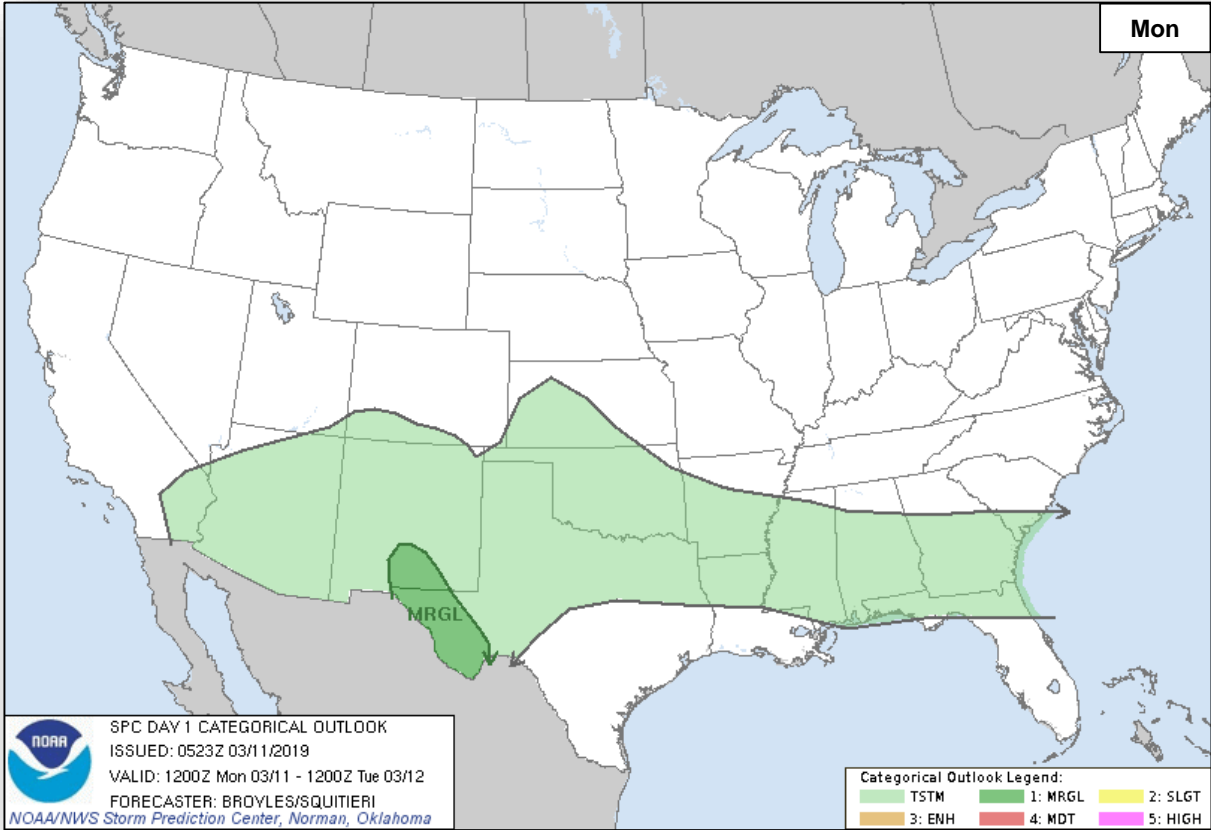 Mon
MRGL
NOAA
SPC DAY 1 CATEGORICAL OUTLOOK
ISSUED: 0523Z 03/11/2019
VALID: 1200Z Mon 03/11 - 1200Z Tue 03/12
FORECASTER: BROYLES/SQUITIERI
NOAA/NWS Storm Prediction Center, Norman, Oklahoma
Categorical Outlook Legend:
TSTM 1: MRGL 2: SLGT
3: ENH 4: MDT 5: HIGH